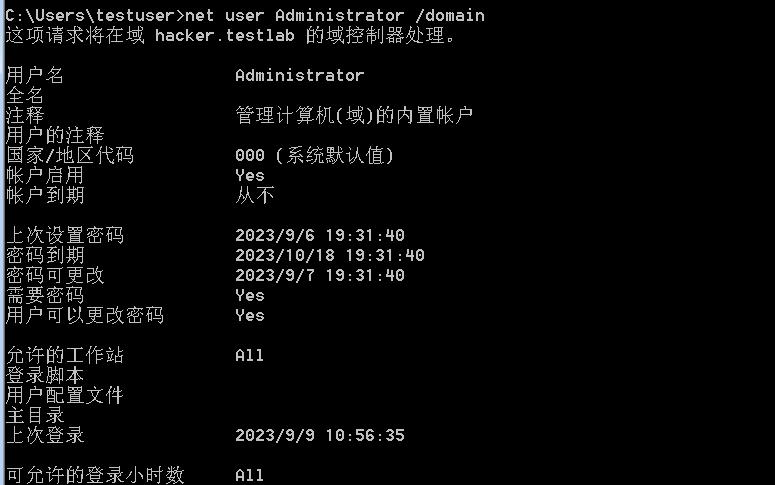 C:\Users\testuser>net user Administrator /domain
这项请求将在域 hacker.testlab 的域控制器处理。
用户名 Administrator
全名
注释 管理计算机(域)的内置帐户
用户的注释
国家/地区代码 000 (系统默认值)
帐户启用 Yes
帐户到期 从不
上次设置密码 2023/9/6 19:31:40
密码到期 2023/10/18 19:31:40
密码可更改 2023/9/7 19:31:40
需要密码 Yes
用户可以更改密码 Yes
允许的工作站 All
登录脚本
用户配置文件
主目录
上次登录 2023/9/9 10:56:35
可允许的登录小时数 All